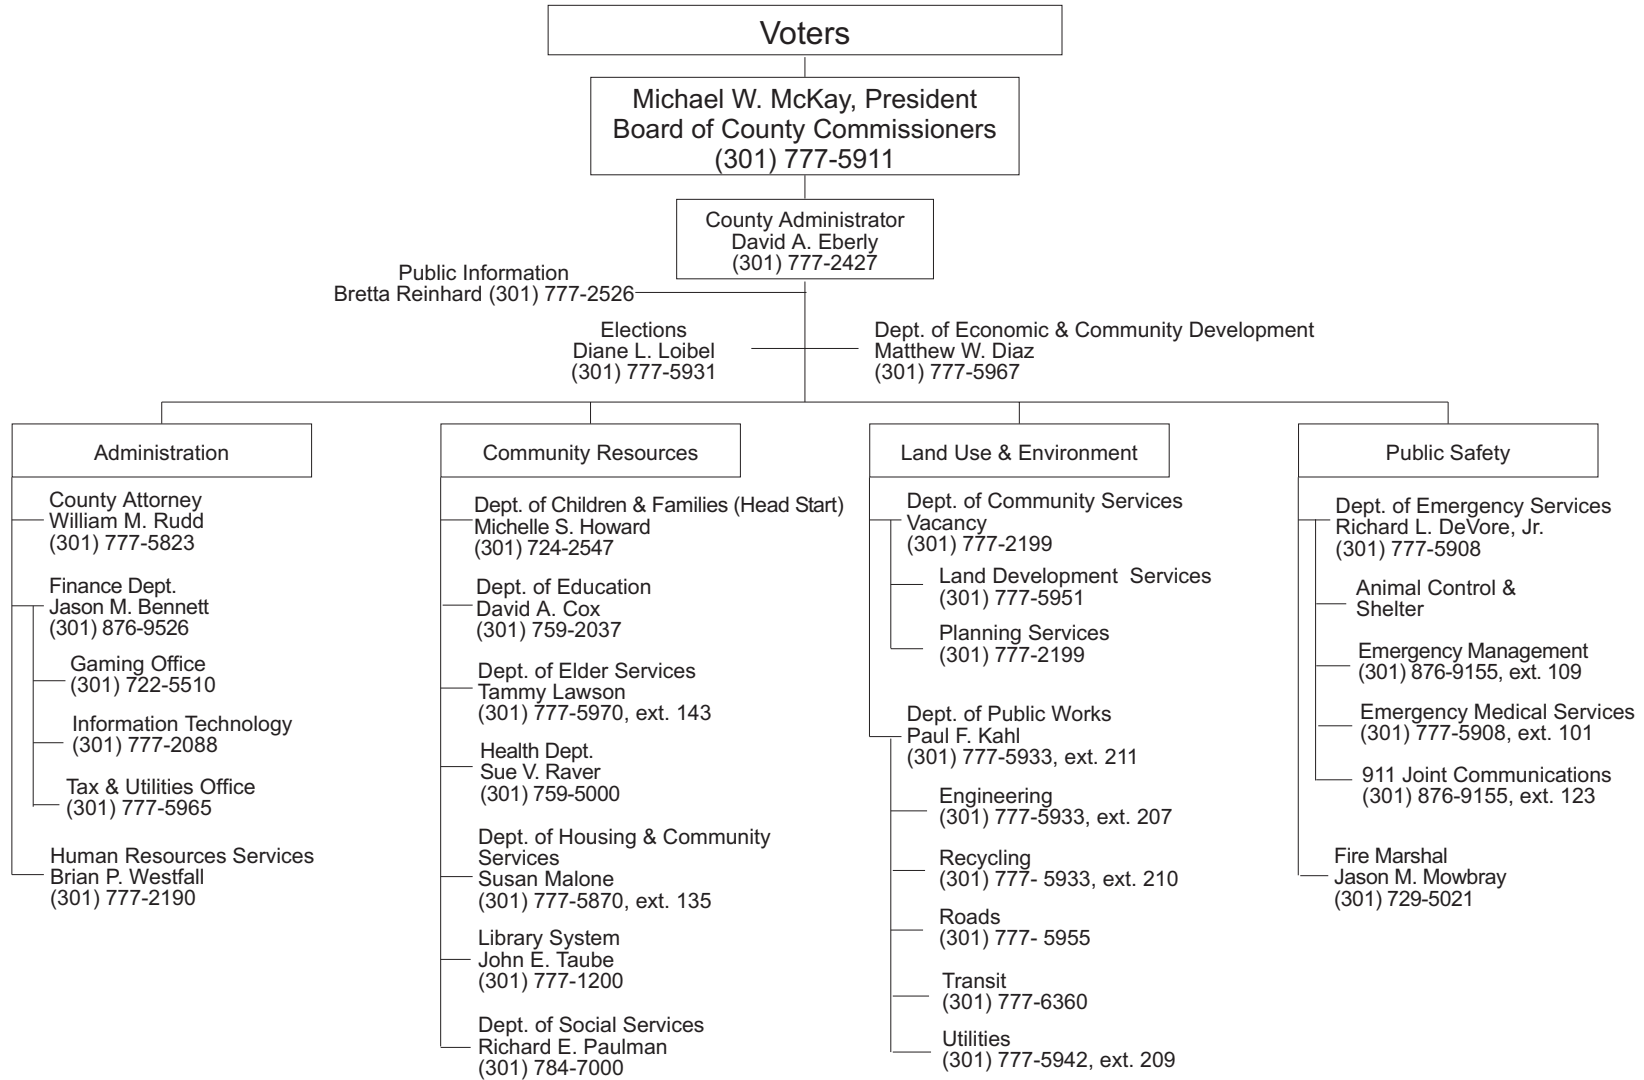 Voters
Michael W. McKay, President
Board of County Commissioners
(301) 777-5911
County Administrator
David A. Eberly
(301) 777-2427
Public Information
Bretta Reinhard (301) 777-2526
Elections
Diane L. Loibel
(301) 777-5931
Dept. of Economic & Community Development
Matthew W. Diaz
(301) 777-5967
Administration
County Attorney
William M. Rudd
(301) 777-5823
Finance Dept.
Jason M. Bennett
(301) 876-9526
Gaming Office
(301) 722-5510
Information Technology
(301) 777-2088
Tax & Utilities Office
(301) 777-5965
Human Resources Services
Brian P. Westfall
(301) 777-2190
Community Resources
Dept. of Children & Families (Head Start)
Michelle S. Howard
(301) 724-2547
Dept. of Education
David A. Cox
(301) 759-2037
Dept. of Elder Services
Tammy Lawson
(301) 777-5970, ext. 143
Health Dept.
Sue V. Raver
(301) 759-5000
Dept. of Housing & Community
Services
Susan Malone
(301) 777-5870, ext. 135
Library System
John E. Taube
(301) 777-1200
Dept. of Social Services
Richard E. Paulman
(301) 784-7000
Land Use & Environment
Dept. of Community Services
Vacancy
(301) 777-2199
Land Development  Services
(301) 777-5951
Planning Services
(301) 777-2199
Dept. of Public Works
Paul F. Kahl
(301) 777-5933, ext. 211
Engineering
(301) 777-5933, ext. 207
Recycling
(301) 777- 5933, ext. 210
Roads
(301) 777- 5955
Transit
(301) 777-6360
Utilities
(301) 777-5942, ext. 209
Public Safety
Dept. of Emergency Services
Richard L. DeVore, Jr.
(301) 777-5908
Animal Control &
Shelter
Emergency Management
(301) 876-9155, ext. 109
Emergency Medical Services
(301) 777-5908, ext. 101
911 Joint Communications
(301) 876-9155, ext. 123
Fire Marshal
Jason M. Mowbray
(301) 729-5021